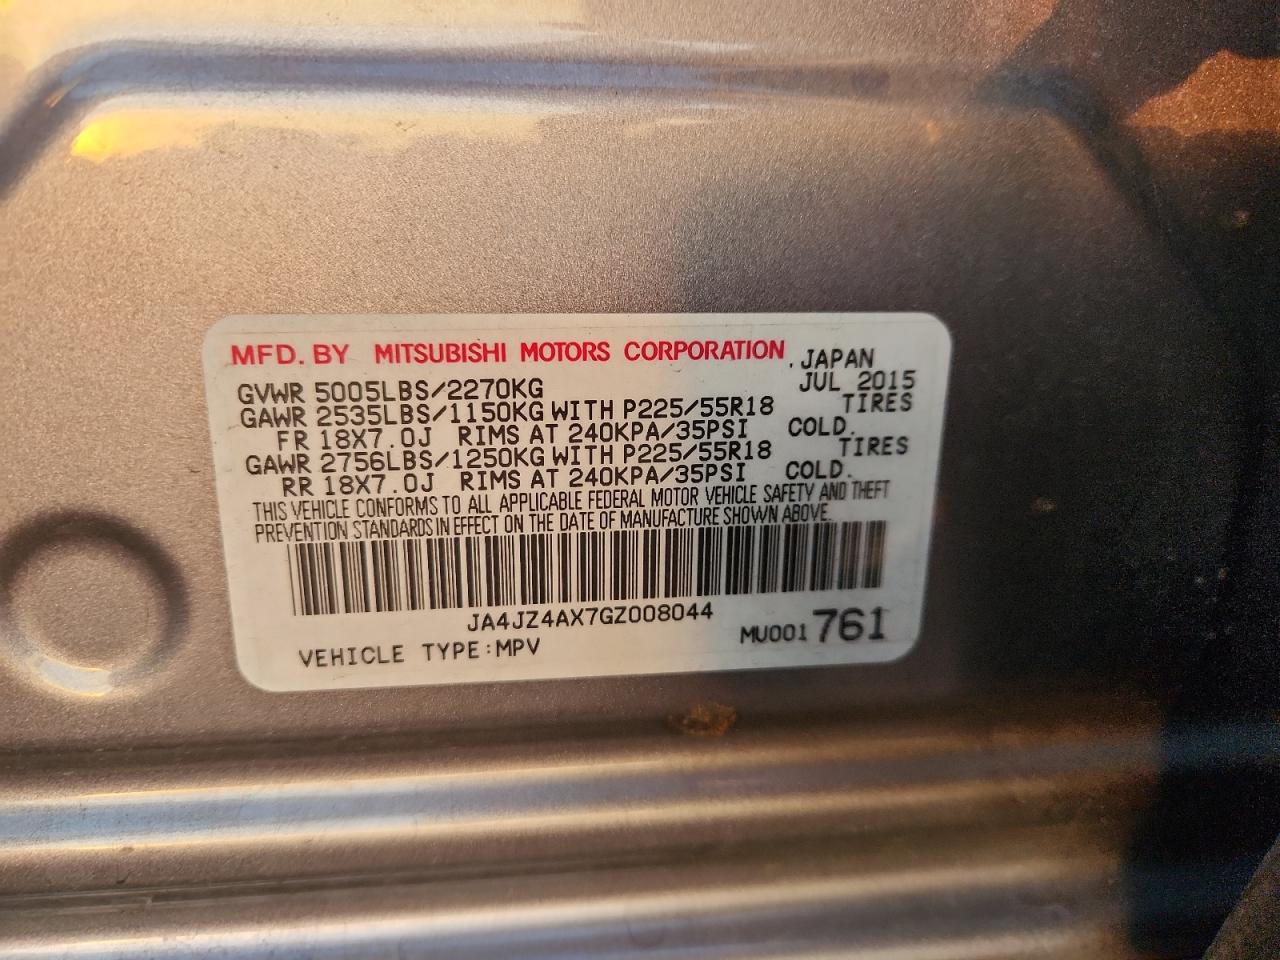 MFD. BY MITSUBISHI MOTORS CORPORATION , JAPAN
GVWR 5005LBS/2270KG JUL 2015
GAWR 2535LBS/1150KG WITH P225/55R18 TIRES
FR 18X7.0J RIMS AT 240KPA/35PSI COLD.
GAWR 2756LBS/1250KG WITH P225/55R18 TIRES
RR 18X7.0J RIMS AT 240KPA/35PSI COLD.
THIS VEHICLE CONFORMS TO ALL APPLICABLE FEDERAL MOTOR VEHICLE SAFETY AND THEFT
PREVENTION STANDARDS IN EFFECT ON THE DATE OF MANUFACTURE SHOWN ABOVE.
JA4JZ4AX7GZ008044
VEHICLE TYPE:MPV MU001 761